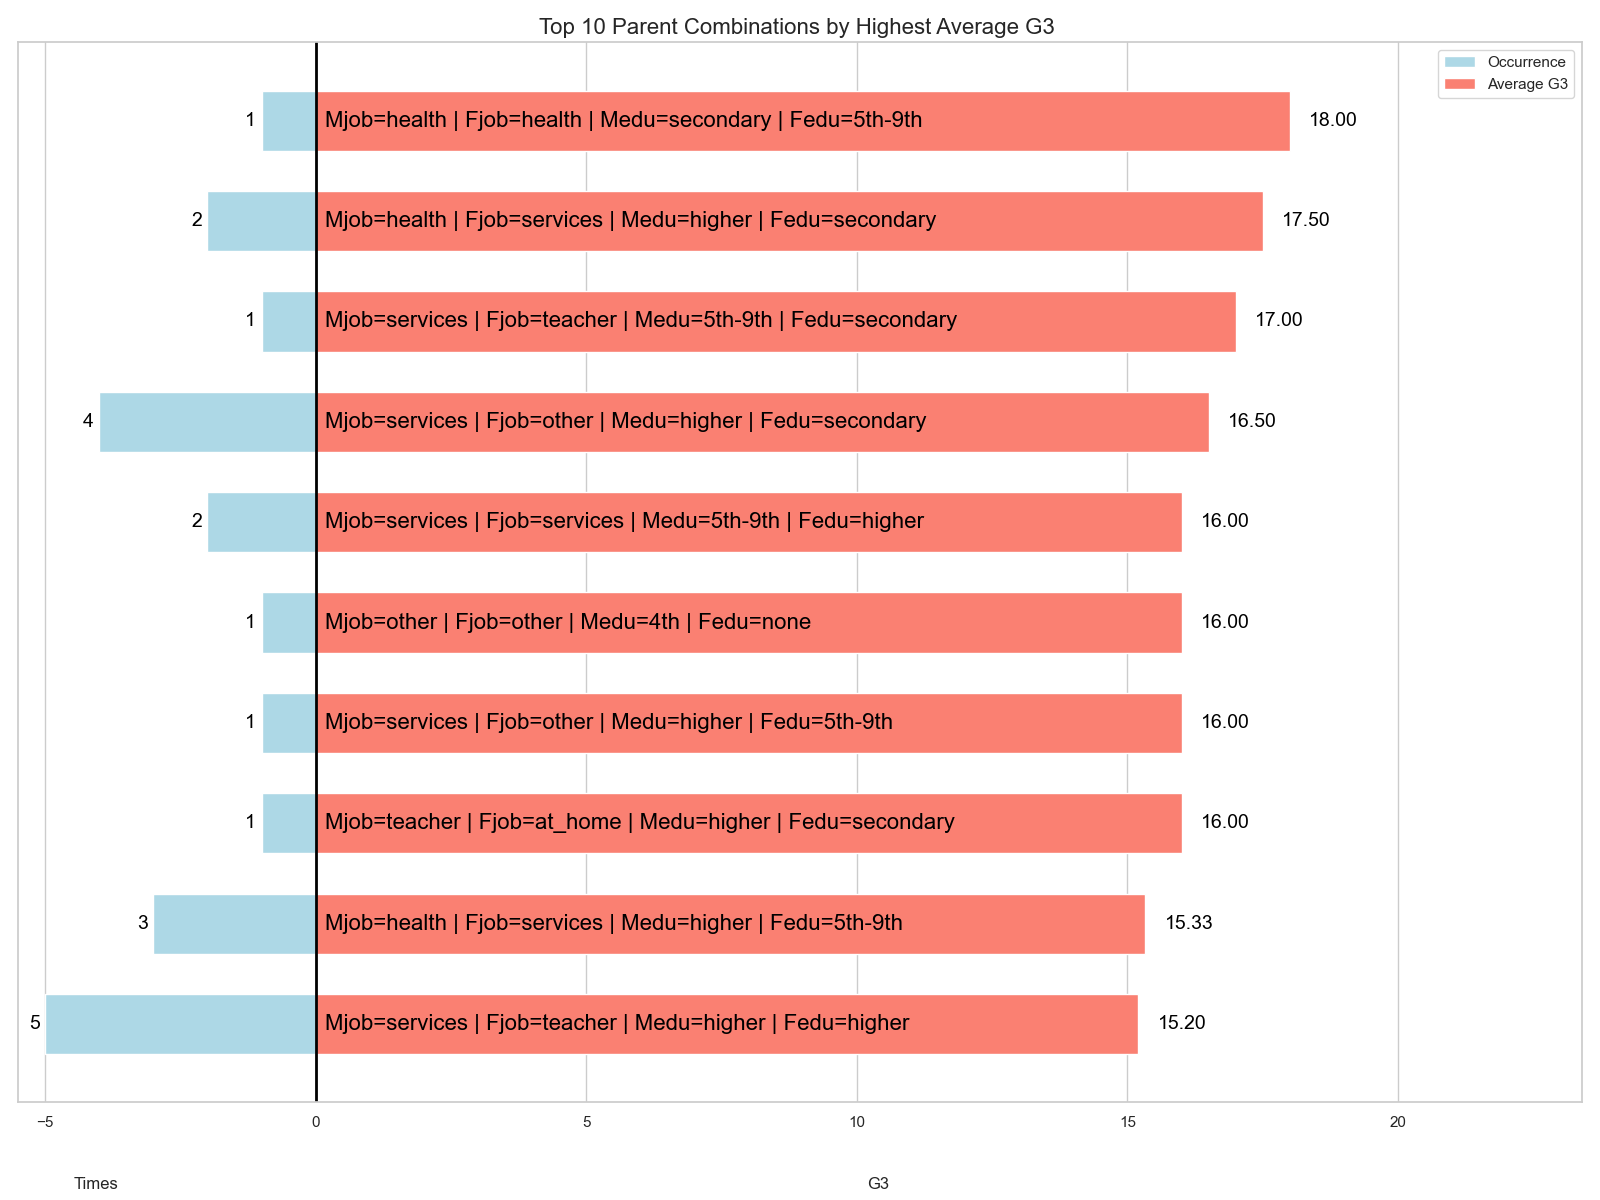 Top 10 Parent Combinations by Highest Average G3
Occurrence
Average G3
1 Mjob=health | Fjob=health | Medu=secondary | Fedu=5th-9th 18.00
2 Mjob=health | Fjob=services | Medu=higher | Fedu=secondary 17.50
1 Mjob=services | Fjob=teacher | Medu=5th-9th | Fedu=secondary 17.00
4 Mjob=services | Fjob=other | Medu=higher | Fedu=secondary 16.50
2 Mjob=services | Fjob=services | Medu=5th-9th | Fedu=higher 16.00
1 Mjob=other | Fjob=other | Medu=4th | Fedu=none 16.00
1 Mjob=services | Fjob=other | Medu=higher | Fedu=5th-9th 16.00
1 Mjob=teacher | Fjob=at_home | Medu=higher | Fedu=secondary 16.00
3 Mjob=health | Fjob=services | Medu=higher | Fedu=5th-9th 15.33
5 Mjob=services | Fjob=teacher | Medu=higher | Fedu=higher 15.20
−5 0 5 10 15 20
Times G3